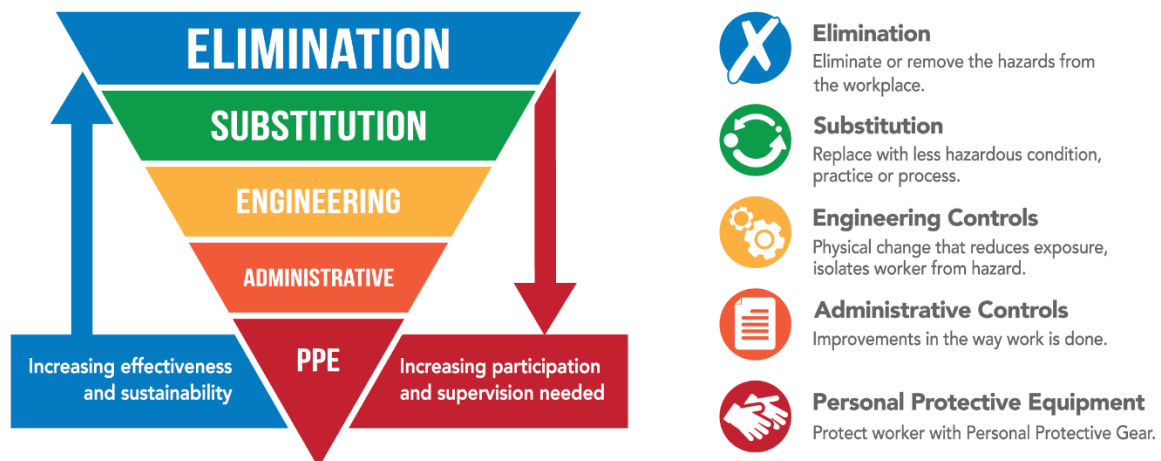 ELIMINATION
SUBSTITUTION
ENGINEERING
ADMINISTRATIVE
PPE
Increasing effectiveness
and sustainability
Increasing participation
and supervision needed
Elimination
Eliminate or remove the hazards from
the workplace.
Substitution
Replace with less hazardous condition,
practice or process.
Engineering Controls
Physical change that reduces exposure,
isolates worker from hazard.
Administrative Controls
Improvements in the way work is done.
Personal Protective Equipment
Protect worker with Personal Protective Gear.